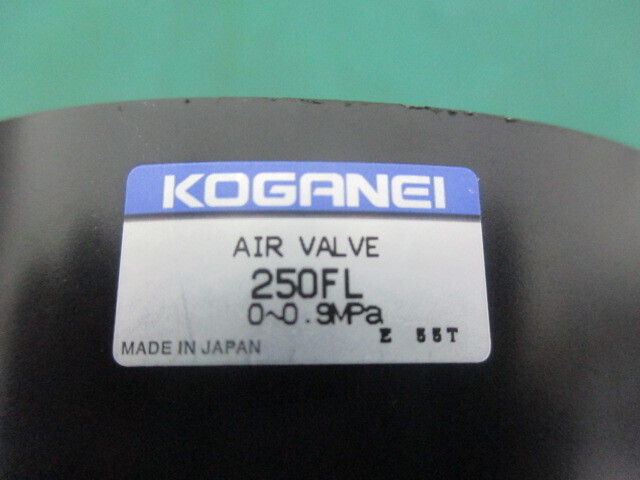 KOGANEI
AIR VALVE
250FL
0~0.9MPa
E 55T
MADE IN JAPAN